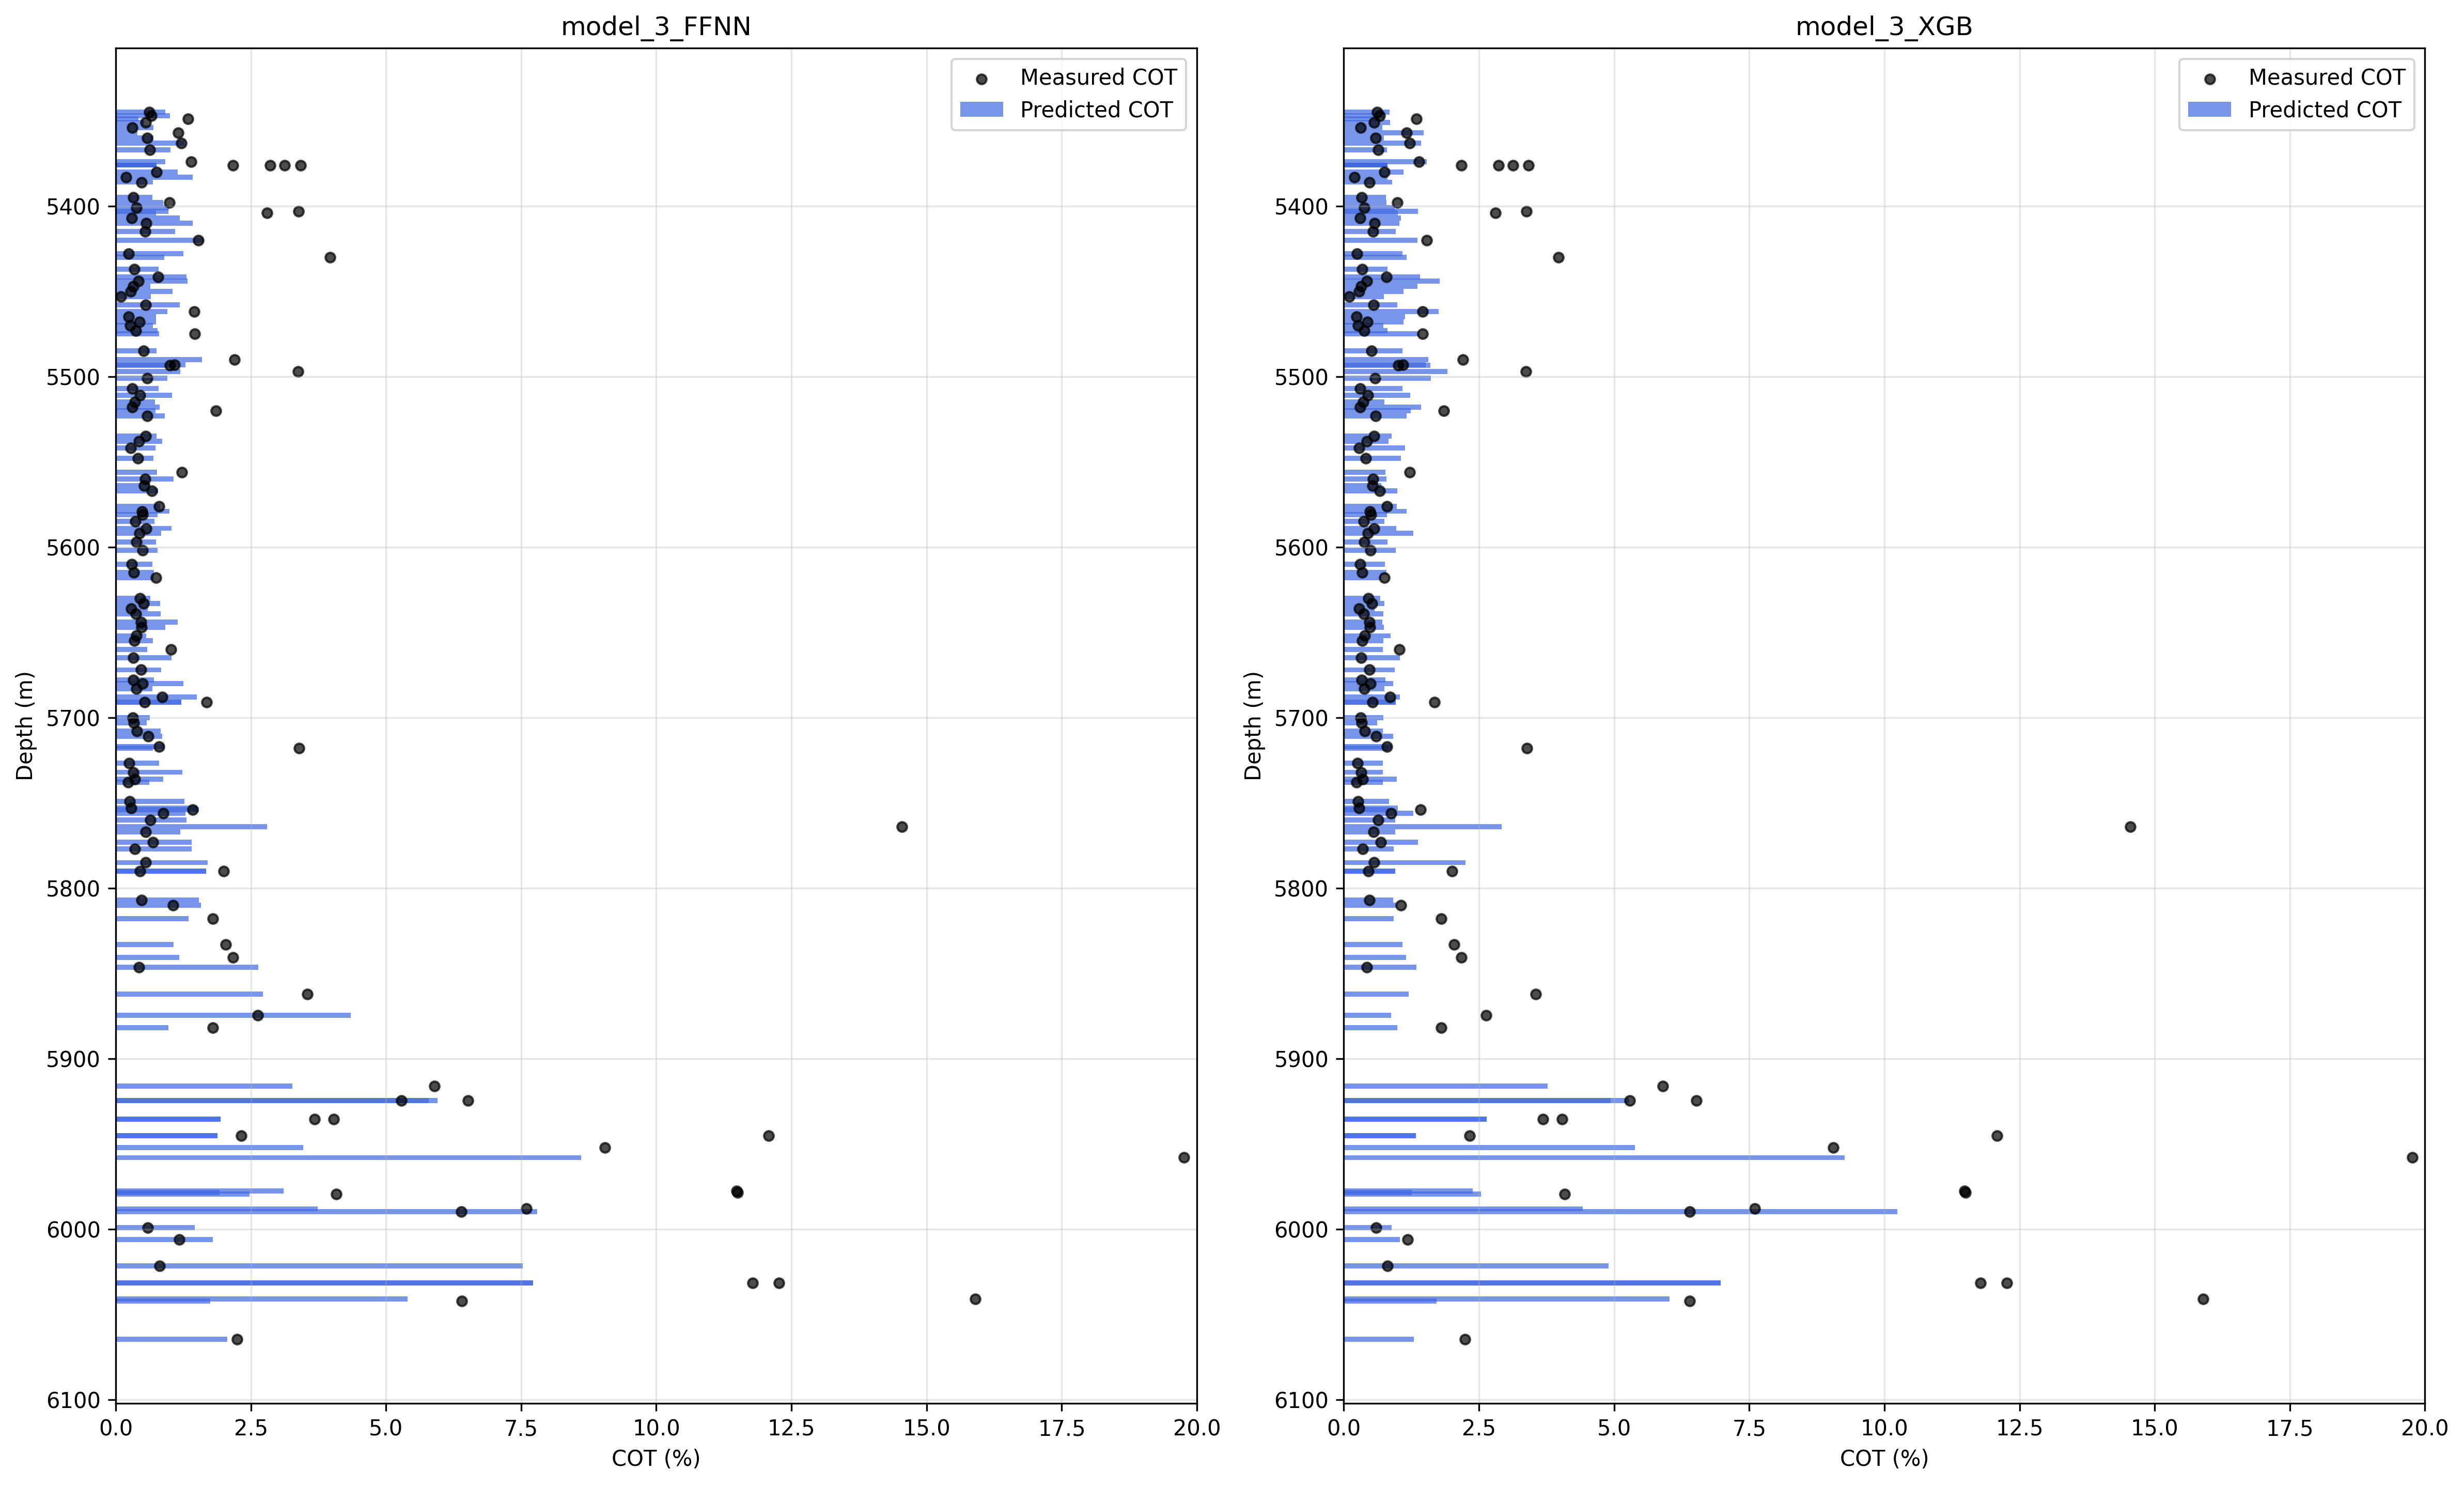 model_3_FFNN
Measured COT
Predicted COT
Depth (m)
5400
5500
5600
5700
5800
5900
6000
6100
0.0 2.5 5.0 7.5 10.0 12.5 15.0 17.5 20.0
COT (%)
model_3_XGB
Measured COT
Predicted COT
Depth (m)
5400
5500
5600
5700
5800
5900
6000
6100
0.0 2.5 5.0 7.5 10.0 12.5 15.0 17.5 20.0
COT (%)